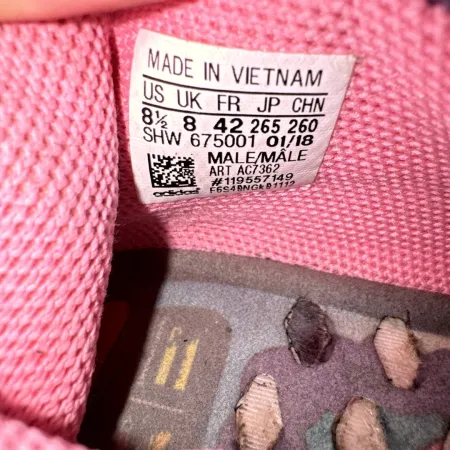 MADE IN VIETNAM
US UK FR JP CHN
8½ 8 42 265 260
SHW 675001 01/18
MALE/MÂLE
ART AC7362
#119557149
adidas